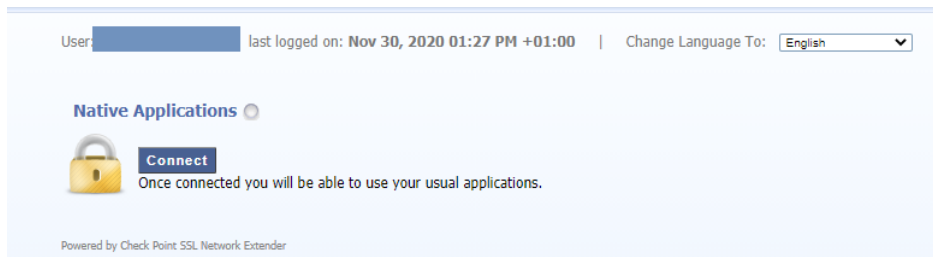 User: last logged on: Nov 30, 2020 01:27 PM +01:00 | Change Language To: English
Native Applications
Connect
Once connected you will be able to use your usual applications.
Powered by Check Point SSL Network Extender